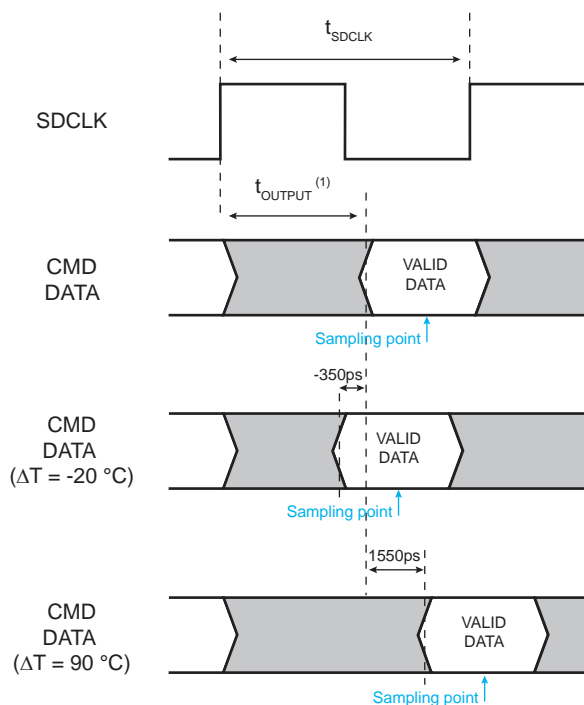 tSDCLK
SDCLK
tOUTPUT (1)
CMD
DATA
VALID
DATA
Sampling point
-350ps
CMD
DATA
(ΔT = -20 °C)
VALID
DATA
Sampling point
1550ps
CMD
DATA
(ΔT = 90 °C)
VALID
DATA
Sampling point